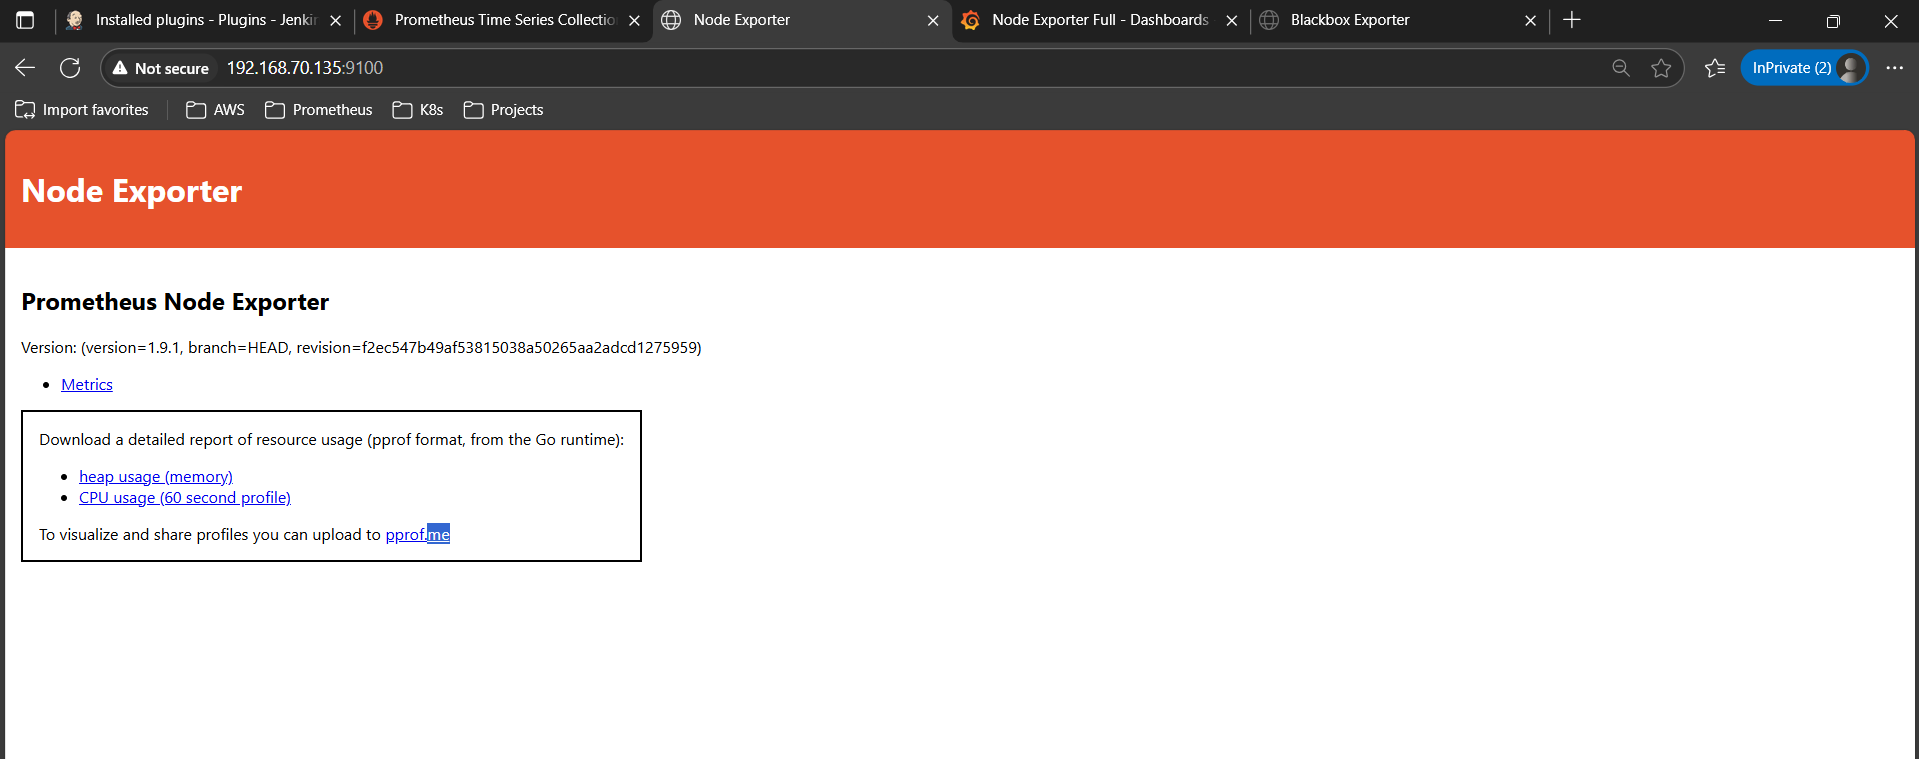 Installed plugins - Plugins - Jenkin
Prometheus Time Series Collectio
Node Exporter
Node Exporter Full - Dashboards
Blackbox Exporter
Not secure
192.168.70.135:9100
InPrivate (2)
Import favorites
AWS
Prometheus
K8s
Projects
Node Exporter
Prometheus Node Exporter
Version: (version=1.9.1, branch=HEAD, revision=f2ec547b49af53815038a50265aa2adcd1275959)
Metrics
Download a detailed report of resource usage (pprof format, from the Go runtime):
heap usage (memory)
CPU usage (60 second profile)
To visualize and share profiles you can upload to pprof.me